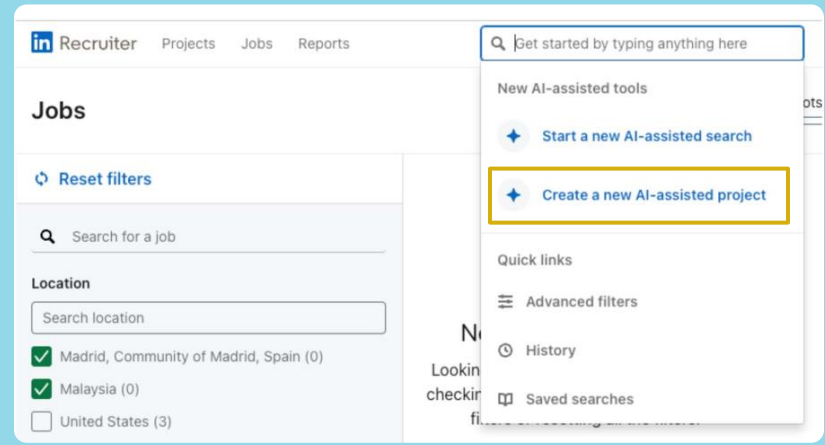 in Recruiter Projects Jobs Reports
Get started by typing anything here
Jobs
ots
New AI-assisted tools
Start a new AI-assisted search
Create a new AI-assisted project
Reset filters
Search for a job
Location
Search location
Madrid, Community of Madrid, Spain (0)
Malaysia (0)
United States (3)
Quick links
Advanced filters
History
Saved searches
N
Lookin
checkin